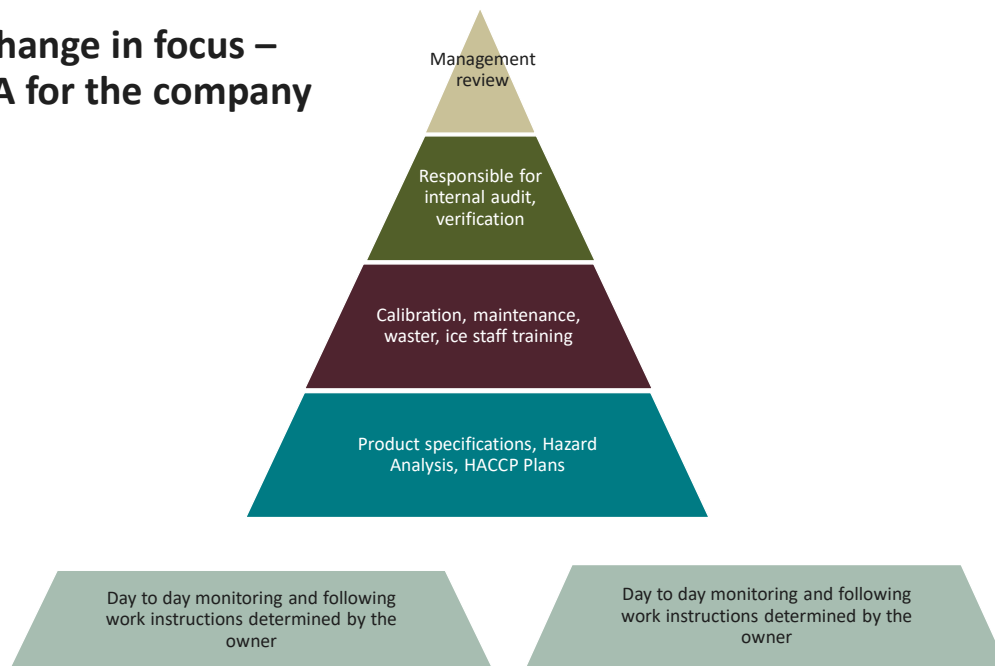 hange in focus –
A for the company
Management
review
Responsible for
internal audit,
verification
Calibration, maintenance,
waster, ice staff training
Product specifications, Hazard
Analysis, HACCP Plans
Day to day monitoring and following
work instructions determined by the
owner
Day to day monitoring and following
work instructions determined by the
owner